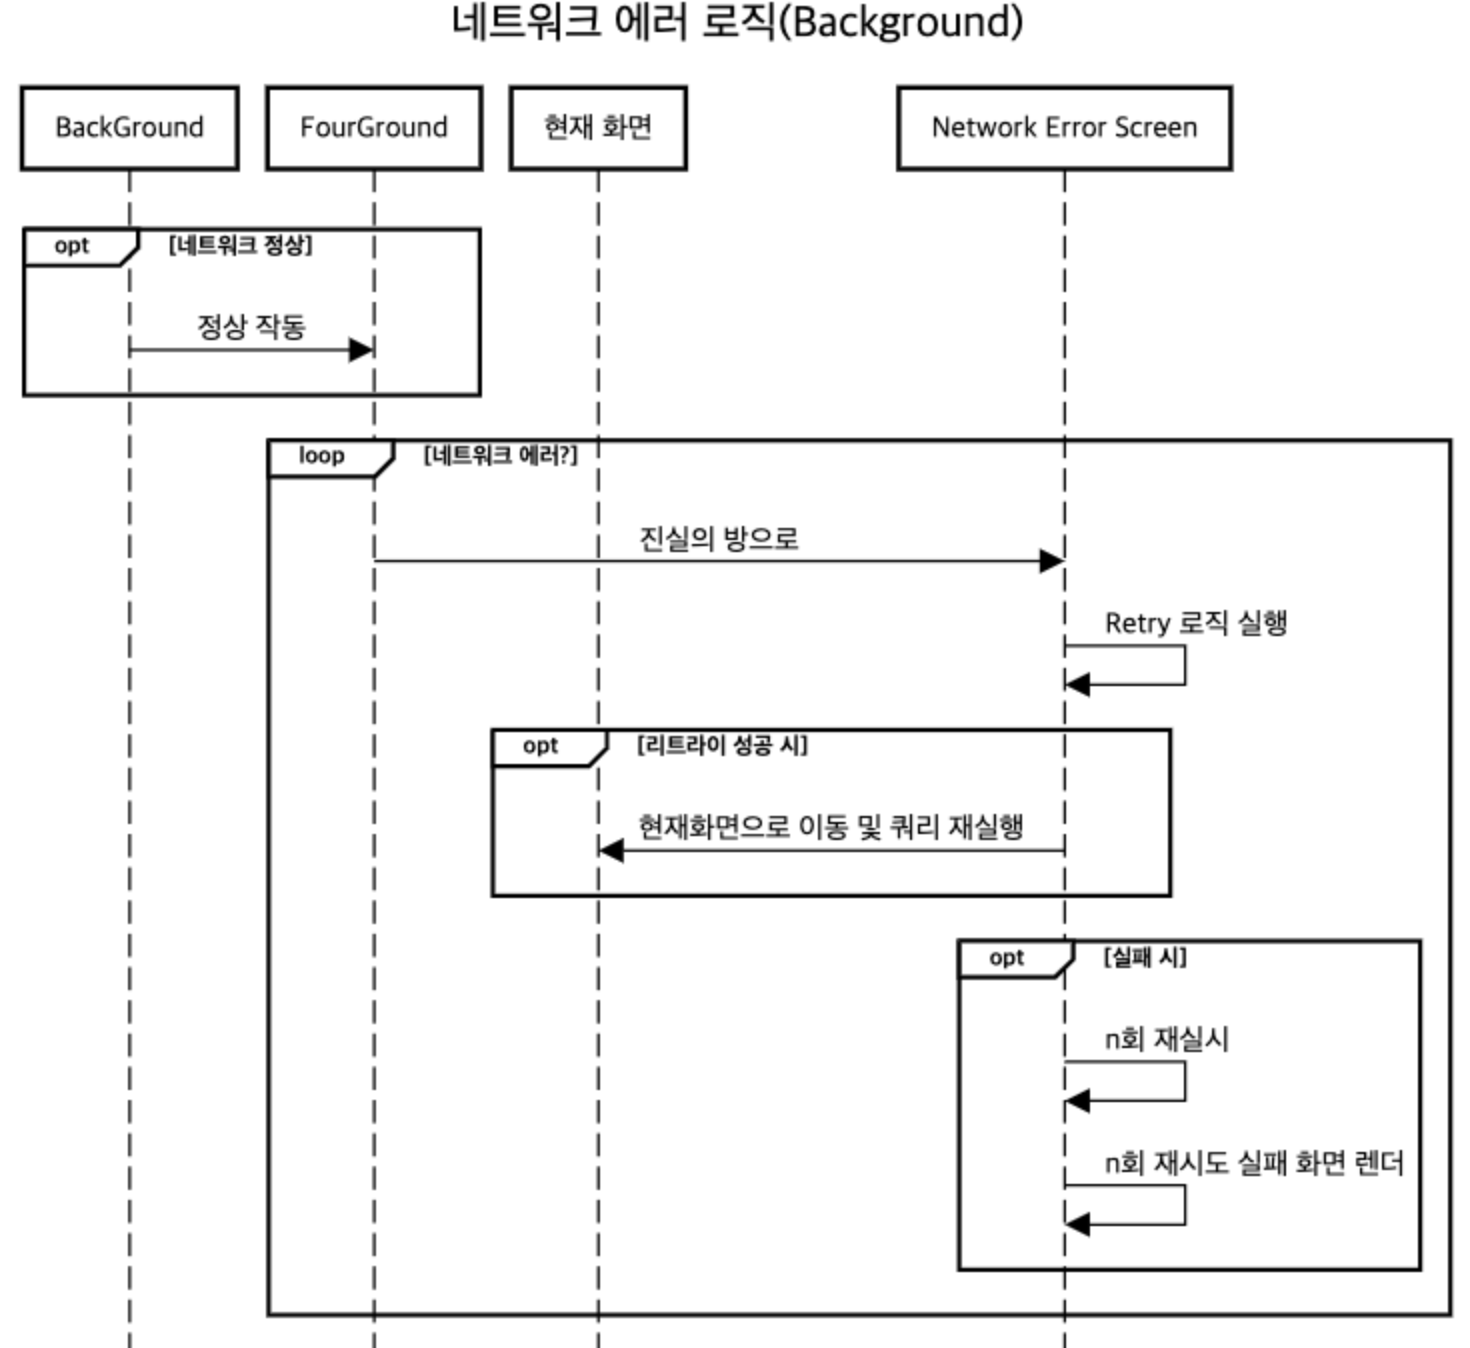 네트워크 에러 로직(Background)
BackGround
FourGround
현재 화면
Network Error Screen
opt
[네트워크 정상]
정상 작동
loop
[네트워크 에러?]
진실의 방으로
Retry 로직 실행
opt
[리트라이 성공 시]
현재화면으로 이동 및 쿼리 재실행
opt
[실패 시]
n회 재실시
n회 재시도 실패 화면 렌더